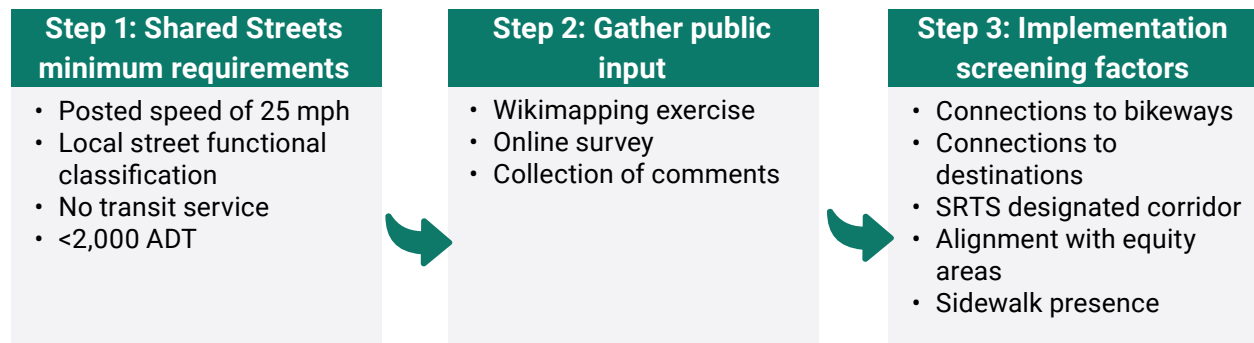 Step 1: Shared Streets
minimum requirements
• Posted speed of 25 mph
• Local street functional
classification
• No transit service
• <2,000 ADT
Step 2: Gather public
input
• Wikimapping exercise
• Online survey
• Collection of comments
Step 3: Implementation
screening factors
• Connections to bikeways
• Connections to
destinations
• SRTS designated corridor
• Alignment with equity
areas
• Sidewalk presence